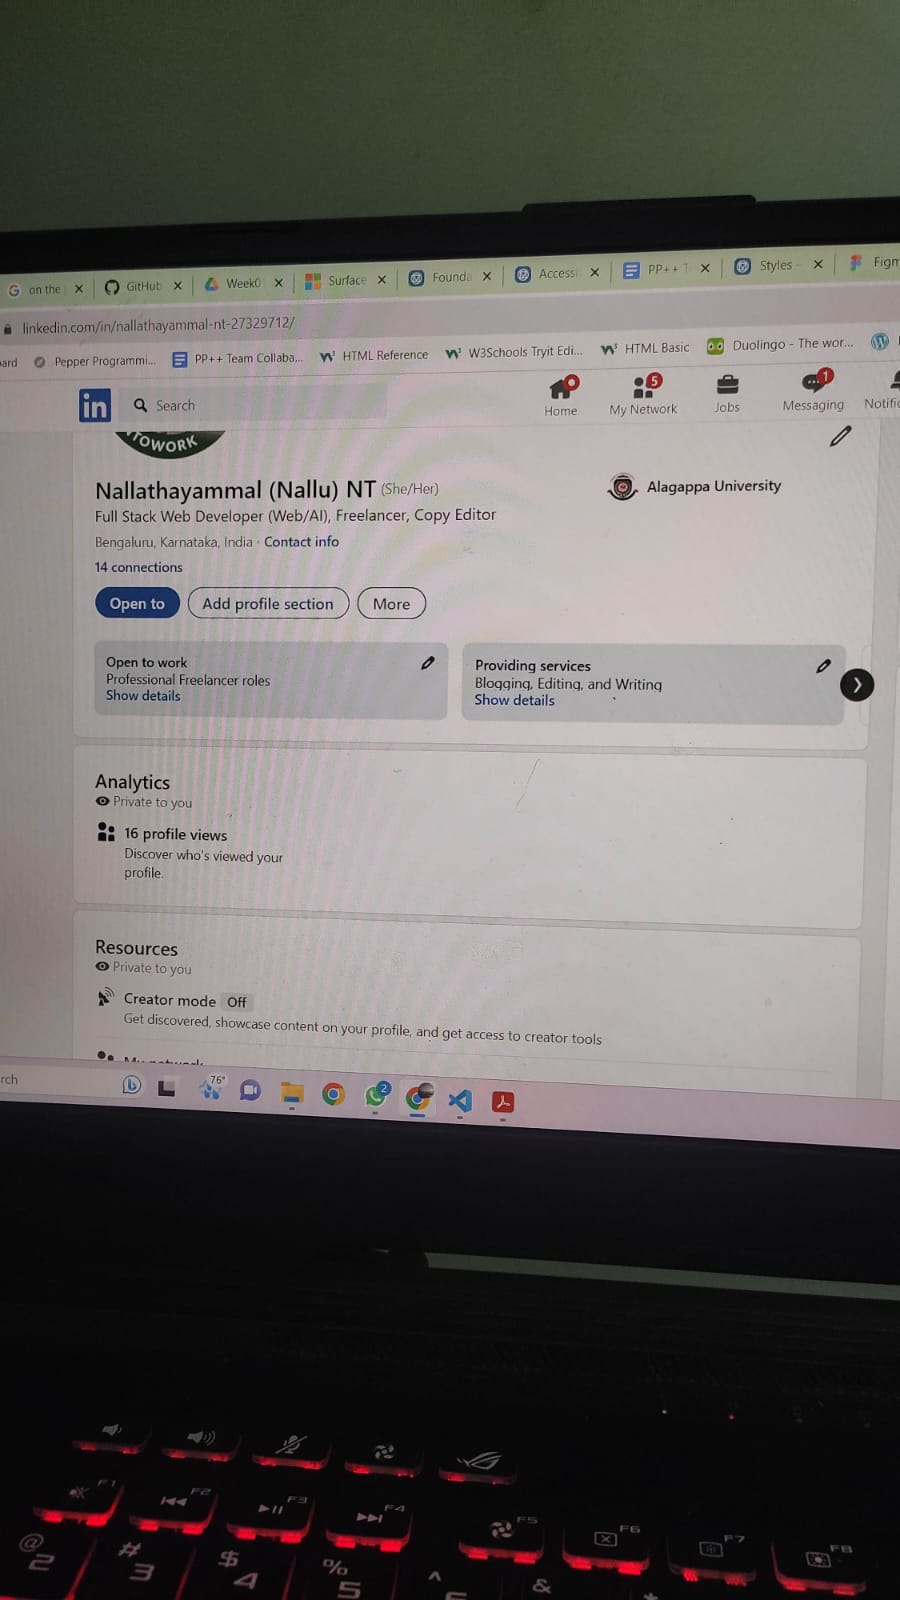 on the
GitHub
Week0
Surface
Founda
Accessi
PP++ T
Styles -
Figm
linkedin.com/in/nallathayammal-nt-27329712/
ard
Pepper Programmi...
PP++ Team Collaba...
HTML Reference
W3Schools Tryit Edi...
HTML Basic
Duolingo - The wor...
in
Search
Home
5
My Network
Jobs
1
Messaging
Notific
TOWORK
Nallathayammal (Nallu) NT (She/Her)
Alagappa University
Full Stack Web Developer (Web/AI), Freelancer, Copy Editor
Bengaluru, Karnataka, India · Contact info
14 connections
Open to
Add profile section
More
Open to work
Professional Freelancer roles
Show details
Providing services
Blogging, Editing, and Writing
Show details
Analytics
Private to you
16 profile views
Discover who's viewed your
profile.
Resources
Private to you
Creator mode Off
Get discovered, showcase content on your profile, and get access to creator tools
My network
rch
76°
2
F1
F2
F3
F4
F5
F6
F7
F8
@
2
#
3
$
4
%
5
^
&